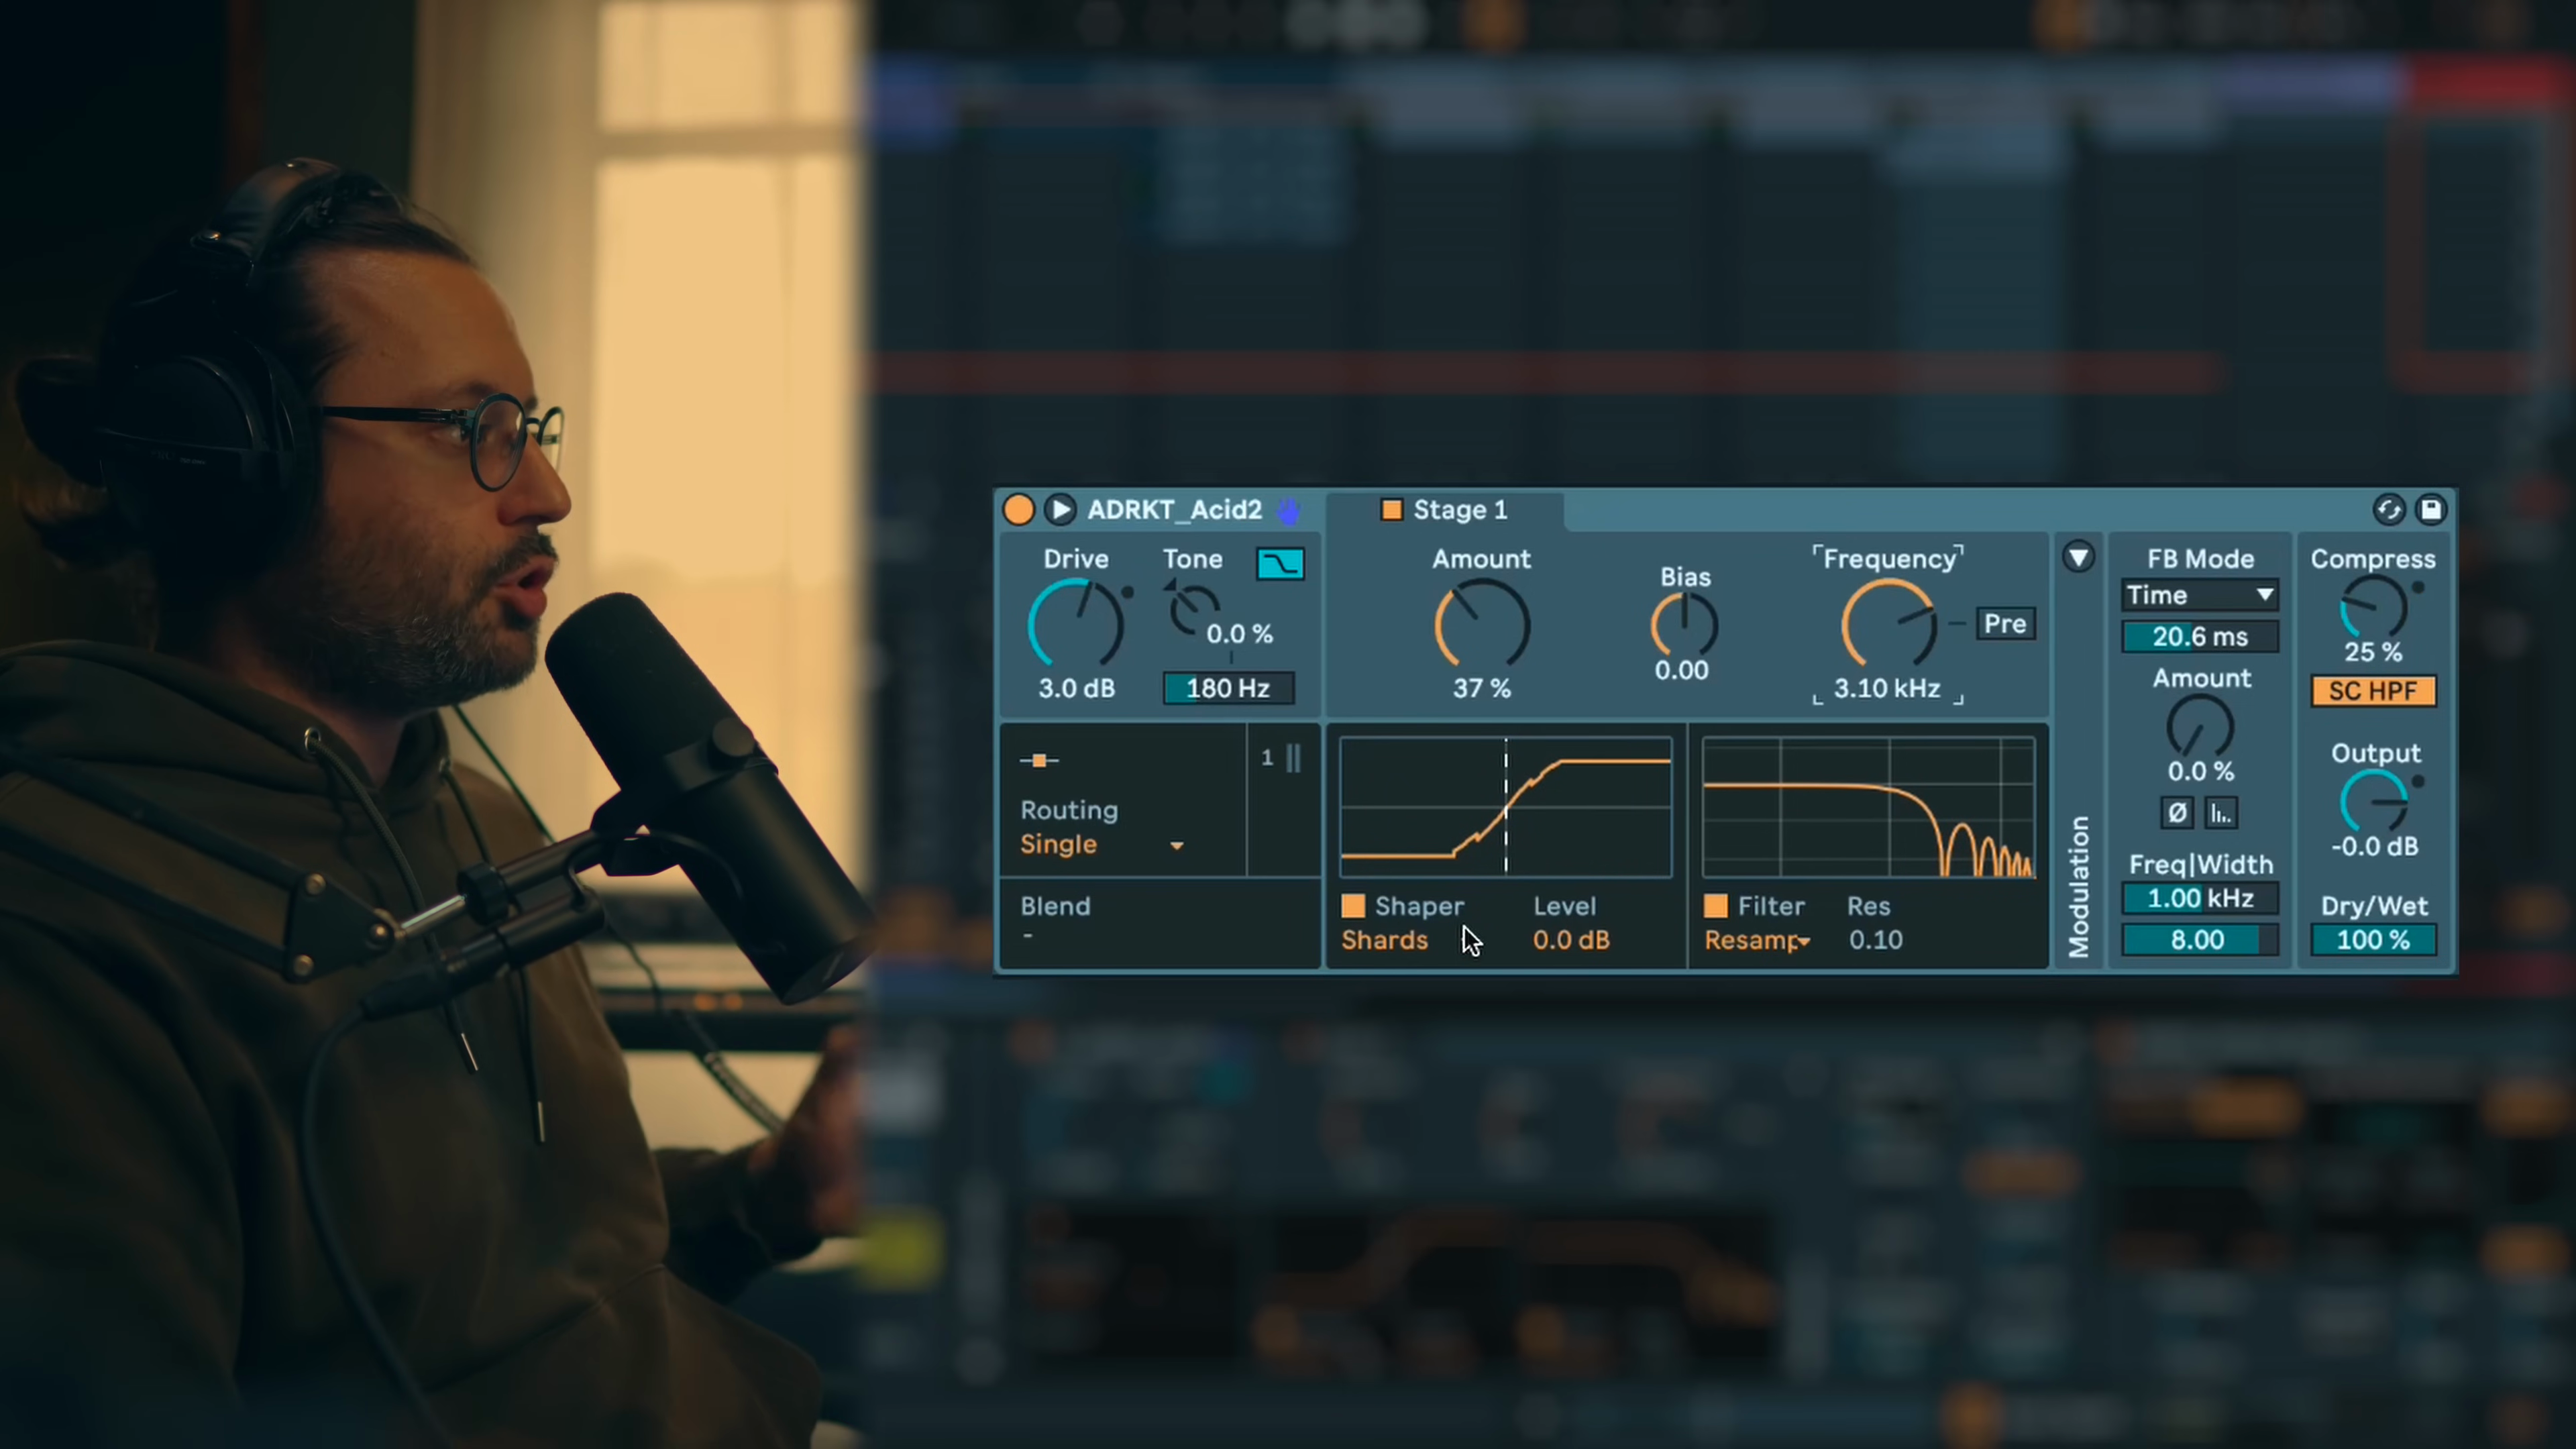 ADRKT_Acid2
Stage 1
Drive
3.0 dB
Tone
0.0 %
180 Hz
Amount
37 %
Bias
0.00
Frequency
3.10 kHz
Pre
Routing
Single
1
Blend
-
Shaper
Shards
Level
0.0 dB
Filter
Resamp
Res
0.10
Modulation
FB Mode
Time
20.6 ms
Amount
0.0 %
Ø
Freq|Width
1.00 kHz
8.00
Compress
25 %
SC HPF
Output
-0.0 dB
Dry/Wet
100 %